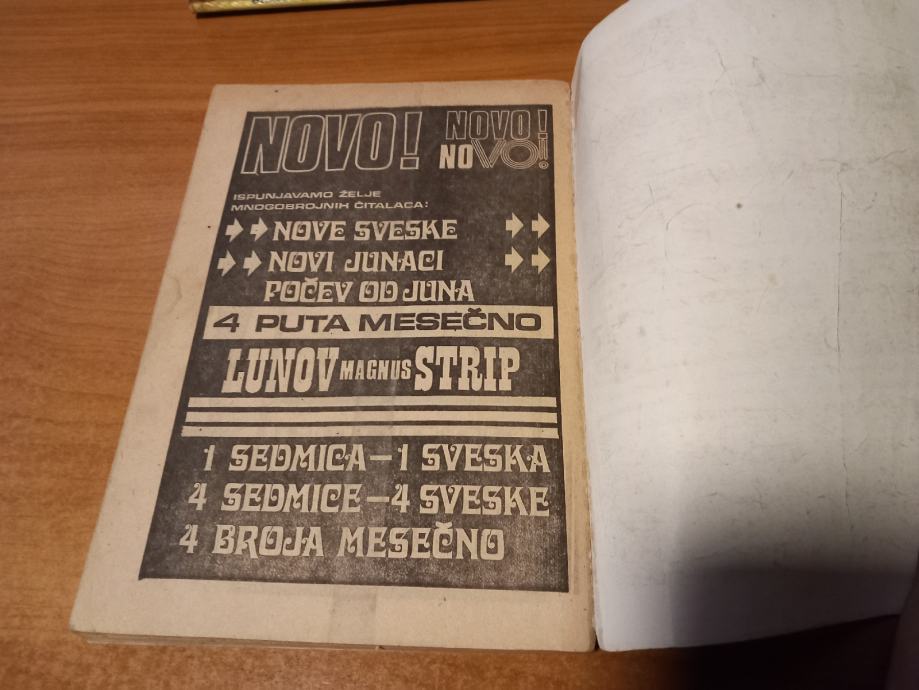 NOVO! NOVO!
NOVO!
ISPUNJAVAMO ŽELJE
MNOGOBROJNIH ČITALACA:
NOVE SVESKE
NOVI JUNACI
POČEV OD JUNA
4 PUTA MESEČNO
LUNOV MAGNUS STRIP
1 SEDMICA–1 SVESKA
4 SEDMICE–4 SVESKE
4 BROJA MESEČNO